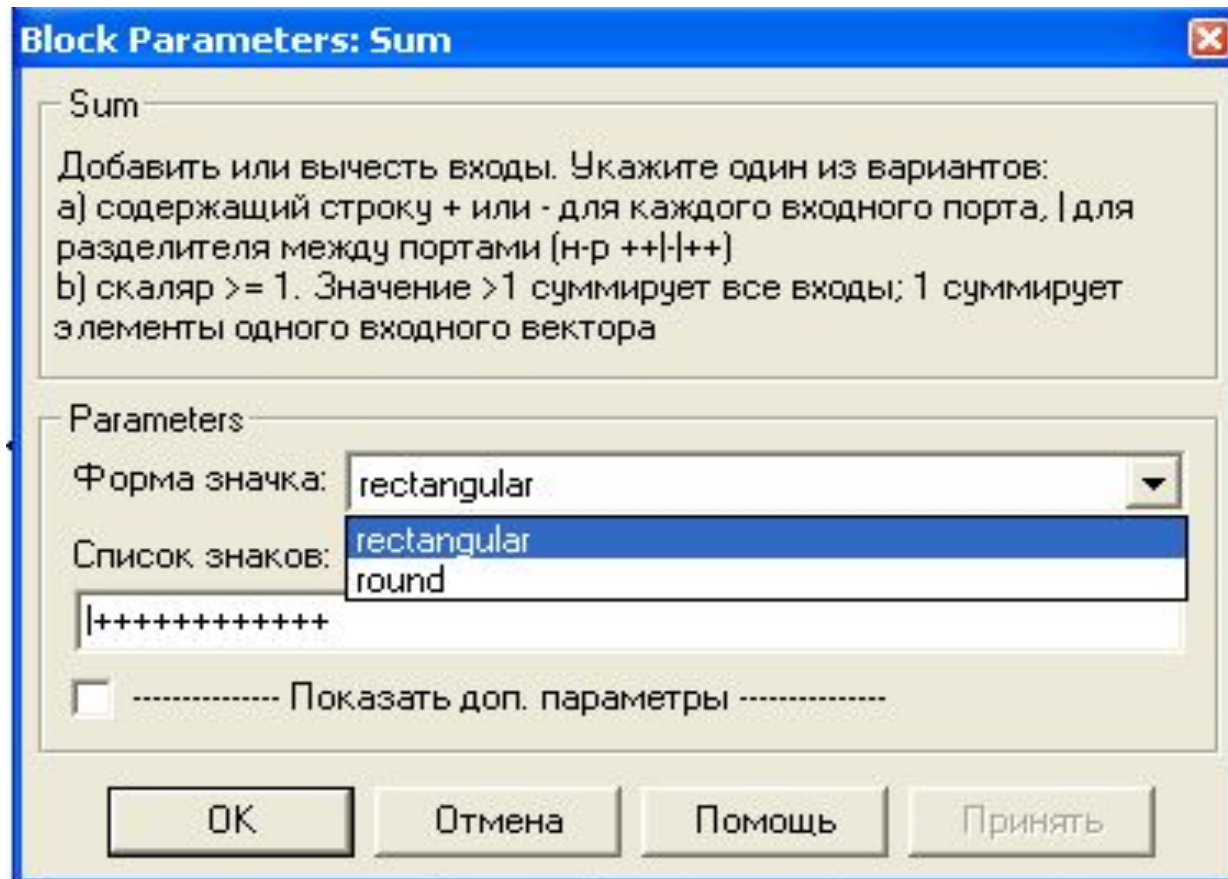 Block Parameters: Sum
Sum
Добавить или вычесть входы. Укажите один из вариантов:
a) содержащий строку + или - для каждого входного порта, | для
разделителя между портами (н-р ++|-|++)
b) скаляр >= 1. Значение >1 суммирует все входы; 1 суммирует
элементы одного входного вектора
Parameters
Форма значка: rectangular
rectangular
Список знаков:
round
|++++++++++++
--------------- Показать доп. параметры ---------------
OK Отмена Помощь Принять